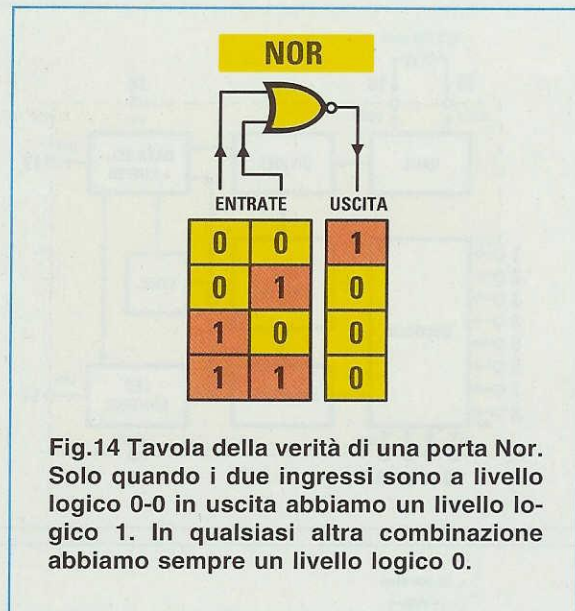 NOR
ENTRATE USCITA
0 0 1
0 1 0
1 0 0
1 1 0
Fig.14 Tavola della verità di una porta Nor.
Solo quando i due ingressi sono a livello
logico 0-0 in uscita abbiamo un livello lo-
gico 1. In qualsiasi altra combinazione
abbiamo sempre un livello logico 0.